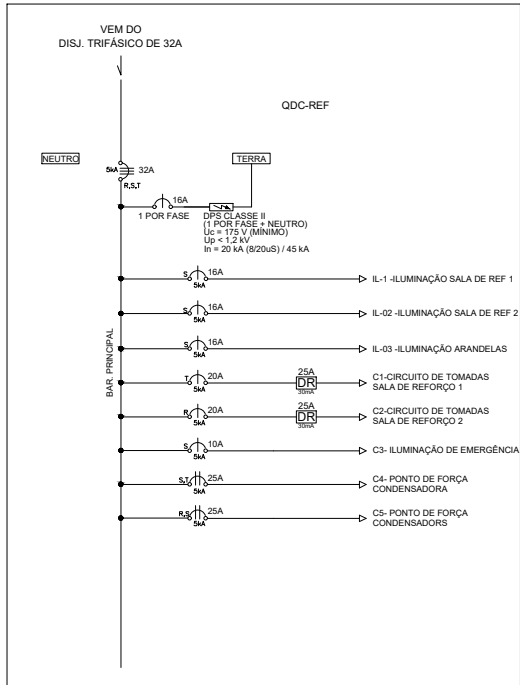 VEM DO
DISJ. TRIFÁSICO DE 32A
QDC-REF
NEUTRO
5kA
32A
R,S,T
TERRA
16A
1 POR FASE
DPS CLASSE II
(1 POR FASE + NEUTRO)
Uc = 175 V (MÍNIMO)
Up < 1,2 kV
In = 20 kA (8/20uS) / 45 kA
BAR. PRINCIPAL
S
16A
5kA
IL-1 -ILUMINAÇÃO SALA DE REF 1
S
16A
5kA
IL-02 -ILUMINAÇÃO SALA DE REF 2
S
16A
5kA
IL-03 -ILUMINAÇÃO ARANDELAS
T
20A
5kA
25A
DR
30mA
C1-CIRCUITO DE TOMADAS
SALA DE REFORÇO 1
R
20A
5kA
25A
DR
30mA
C2-CIRCUITO DE TOMADAS
SALA DE REFORÇO 2
S
10A
5kA
C3- ILUMINAÇÃO DE EMERGÊNCIA
S,T
25A
5kA
C4- PONTO DE FORÇA
CONDENSADORA
R,S
25A
5kA
C5- PONTO DE FORÇA
CONDENSADORS